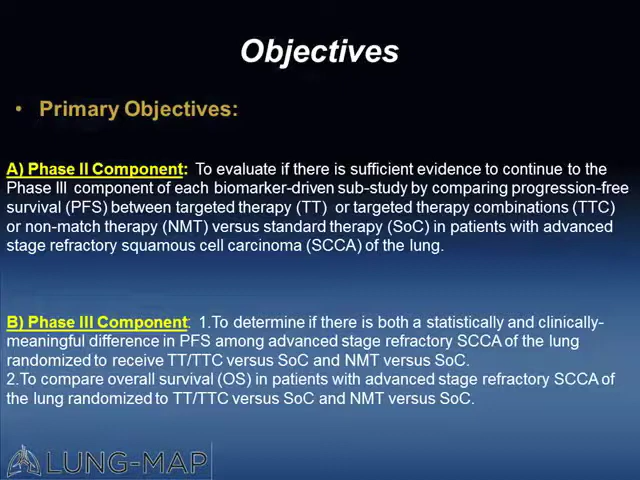 Objectives
• Primary Objectives:
A) Phase II Component: To evaluate if there is sufficient evidence to continue to the
Phase III component of each biomarker-driven sub-study by comparing progression-free
survival (PFS) between targeted therapy (TT) or targeted therapy combinations (TTC)
or non-match therapy (NMT) versus standard therapy (SoC) in patients with advanced
stage refractory squamous cell carcinoma (SCCA) of the lung.
B) Phase III Component: 1.To determine if there is both a statistically and clinically-
meaningful difference in PFS among advanced stage refractory SCCA of the lung
randomized to receive TT/TTC versus SoC and NMT versus SoC.
2.To compare overall survival (OS) in patients with advanced stage refractory SCCA of
the lung randomized to TT/TTC versus SoC and NMT versus SoC.
LUNG-MAP